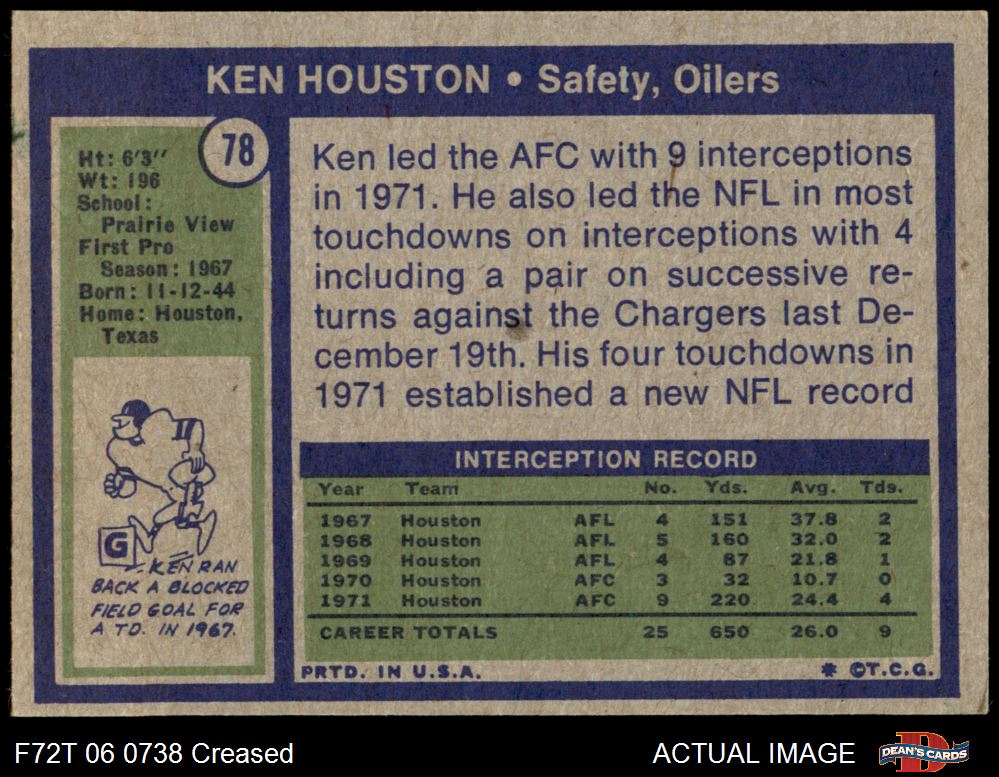 KEN HOUSTON • Safety, Oilers
78
Ht: 6'3''
Wt: 196
School:
Prairie View
First Pro
Season: 1967
Born: 11-12-44
Home: Houston,
Texas
G
KEN RAN
BACK A BLOCKED
FIELD GOAL FOR
A TD. IN 1967.
Ken led the AFC with 9 interceptions
in 1971. He also led the NFL in most
touchdowns on interceptions with 4
including a pair on successive re-
turns against the Chargers last De-
cember 19th. His four touchdowns in
1971 established a new NFL record
INTERCEPTION RECORD
Year Team No. Yds. Avg. Tds.
1967 Houston AFL 4 151 37.8 2
1968 Houston AFL 5 160 32.0 2
1969 Houston AFL 4 87 21.8 1
1970 Houston AFC 3 32 10.7 0
1971 Houston AFC 9 220 24.4 4
CAREER TOTALS 25 650 26.0 9
PRTD. IN U.S.A. * ©T.C.G.
F72T 06 0738 Creased
ACTUAL IMAGE
DEAN'S CARDS